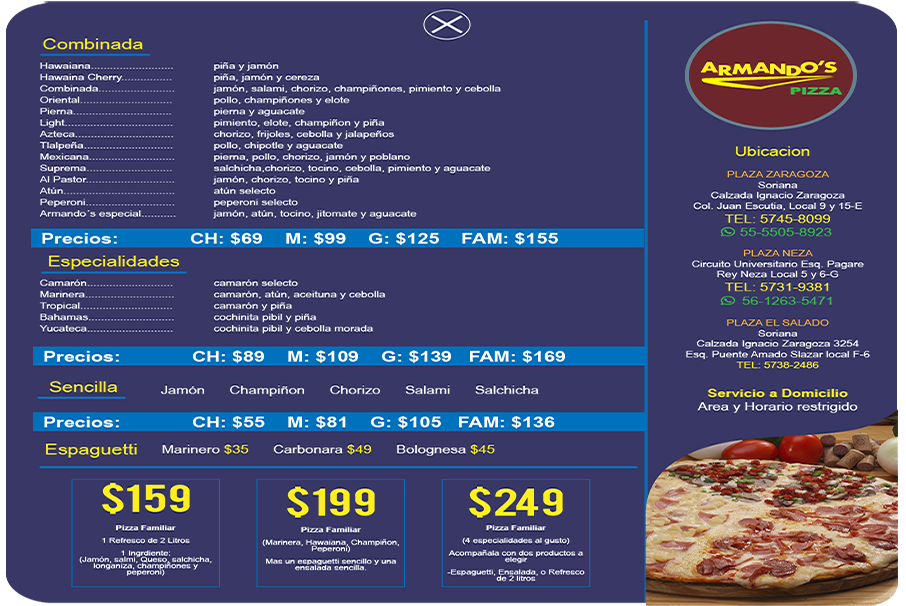 Combinada
Hawaiana............................ piña y jamón
Hawaina Cherry.................. piña, jamón y cereza
Combinada......................... jamón, salami, chorizo, champiñones, pimiento y cebolla
Oriental............................... pollo, champiñones y elote
Pierna................................. pierna y aguacate
Light.................................... pimiento, elote, champiñon y piña
Azteca................................. chorizo, frijoles, cebolla y jalapeños
Tlalpeña.............................. pollo, chipotle y aguacate
Mexicana............................ pierna, pollo, chorizo, jamón y poblano
Suprema............................. salchicha,chorizo, tocino, cebolla, pimiento y aguacate
Al Pastor............................. jamón, chorizo, tocino y piña
Atún..................................... atún selecto
Peperoni............................. peperoni selecto
Armando´s especial........... jamón, atún, tocino, jitomate y aguacate
Precios: CH: $69 M: $99 G: $125 FAM: $155
Especialidades
Camarón............................. camarón selecto
Marinera.............................. camarón, atún, aceituna y cebolla
Tropical............................... camarón y piña
Bahamas............................ cochinita pibil y piña
Yucateca............................. cochinita pibil y cebolla morada
Precios: CH: $89 M: $109 G: $139 FAM: $169
Sencilla Jamón Champiñon Chorizo Salami Salchicha
Precios: CH: $55 M: $81 G: $105 FAM: $136
Espaguetti Marinero $35 Carbonara $49 Bolognesa $45
$159
Pizza Familiar
1 Refresco de 2 Litros
1 Ingrdiente:
(Jamón, salmi, Queso, salchicha,
longaniza, champiñones y
peperoni)
$199
Pizza Familiar
(Marinera, Hawaiana, Champiñon,
Peperoni)
Mas un espaguetti sencillo y una
ensalada sencilla.
$249
Pizza Familiar
(4 especialidades al gusto)
Acompañala con dos productos a
elegir
-Espaguetti, Ensalada, o Refresco
de 2 litros
ARMANDO'S
PIZZA
Ubicacion
PLAZA ZARAGOZA
Soriana
Calzada Ignacio Zaragoza
Col. Juan Escutia, Local 9 y 15-E
TEL: 5745-8099
55-5505-8923
PLAZA NEZA
Circuito Universitario Esq. Pagare
Rey Neza Local 5 y 6-G
TEL: 5731-9381
56-1263-5471
PLAZA EL SALADO
Soriana
Calzada Ignacio Zaragoza 3254
Esq. Puente Amado Slazar local F-6
TEL: 5738-2486
Servicio a Domicilio
Area y Horario restrigido